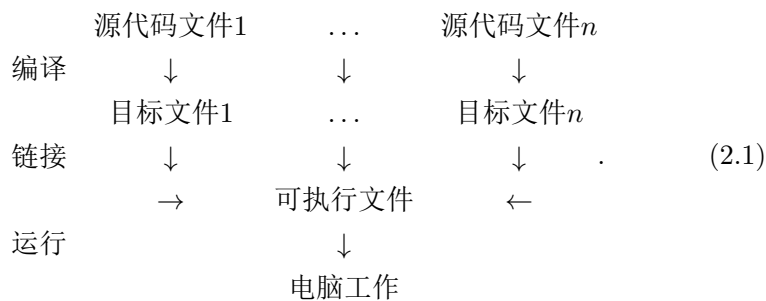 源代码文件1 ... 源代码文件n
编译 ↓ ↓ ↓
目标文件1 ... 目标文件n
链接 ↓ ↓ ↓ . (2.1)
→ 可执行文件 ←
运行 ↓
电脑工作